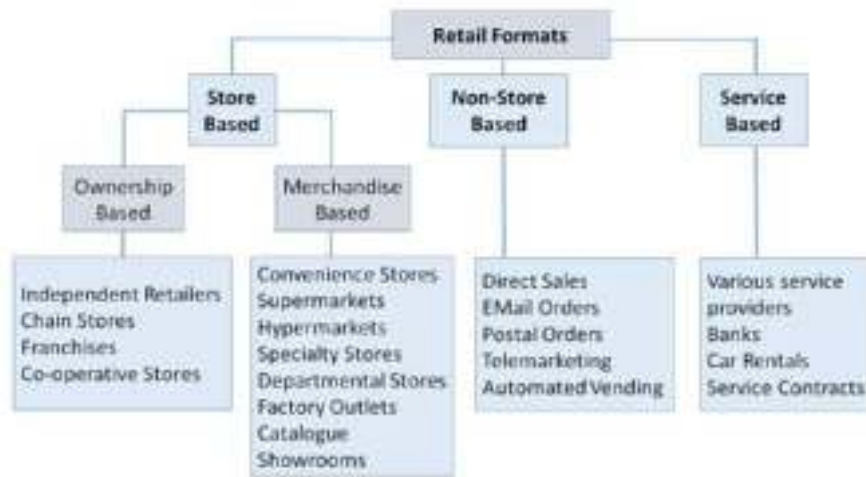 Retail Formats
Store
Based
Non-Store
Based
Service
Based
Ownership
Based
Merchandise
Based
Independent Retailers
Chain Stores
Franchises
Co-operative Stores
Convenience Stores
Supermarkets
Hypermarkets
Specialty Stores
Departmental Stores
Factory Outlets
Catalogue
Showrooms
Direct Sales
EMail Orders
Postal Orders
Telemarketing
Automated Vending
Various service
providers
Banks
Car Rentals
Service Contracts